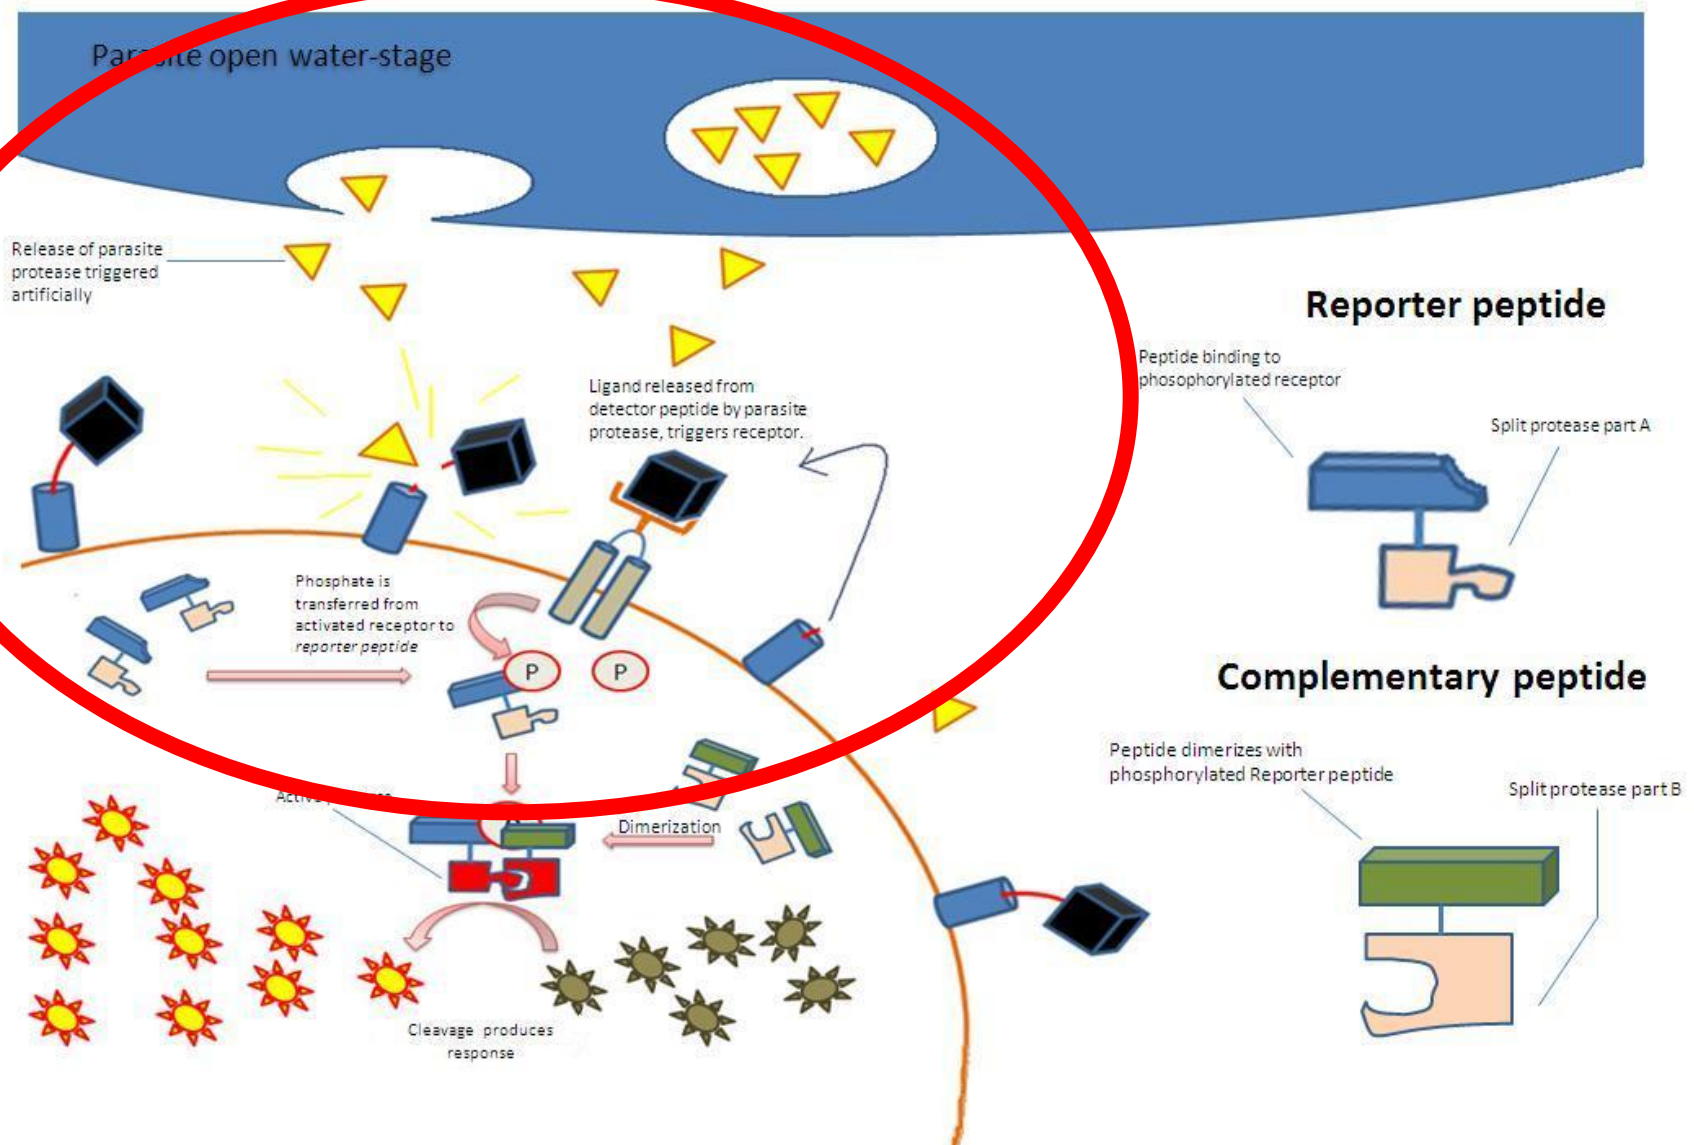 Parasite open water-stage
Release of parasite
protease triggered
artificially
Ligand released from
detector peptide by parasite
protease, triggers receptor.
Reporter peptide
Peptide binding to
phosophorylated receptor
Split protease part A
Phosphate is
transferred from
activated receptor to
reporter peptide
P
P
Complementary peptide
Peptide dimerizes with
phosphorylated Reporter peptide
Split protease part B
Dimerization
Cleavage produces
response